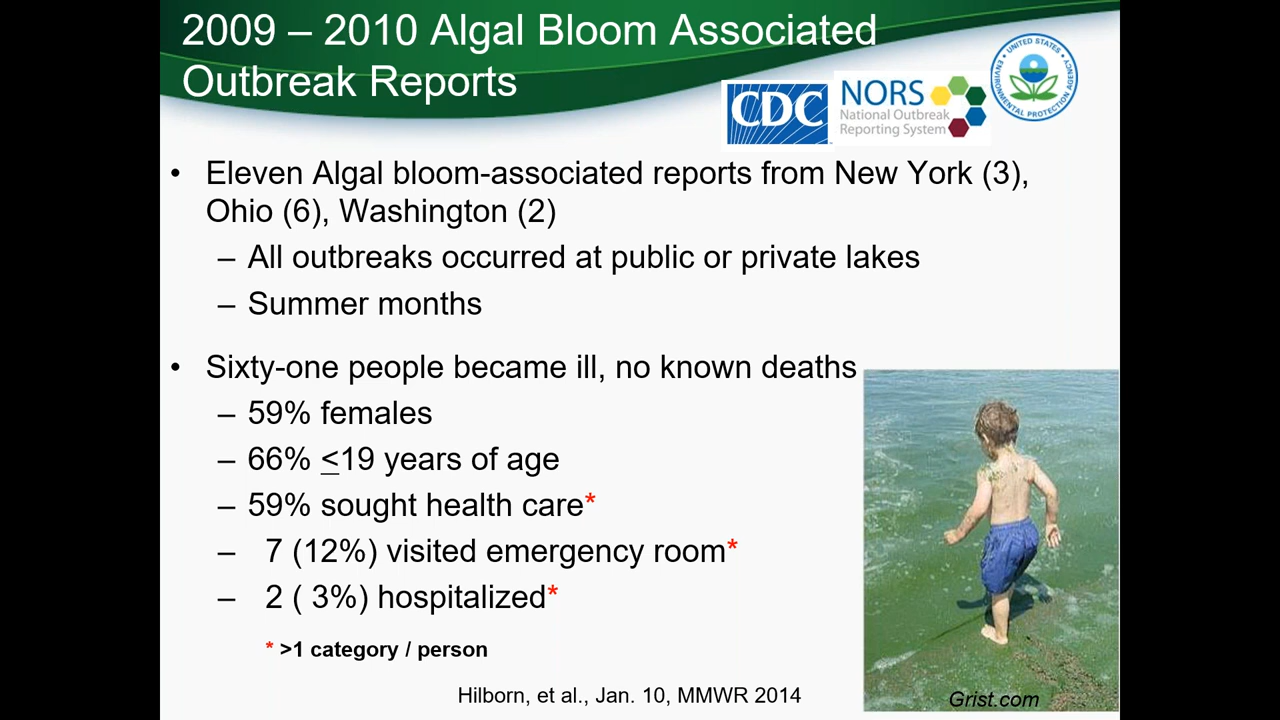 2009 – 2010 Algal Bloom Associated
Outbreak Reports
CDC
NORS
National Outbreak
Reporting System
UNITED STATES
ENVIRONMENTAL PROTECTION AGENCY
• Eleven Algal bloom-associated reports from New York (3),
Ohio (6), Washington (2)
– All outbreaks occurred at public or private lakes
– Summer months
• Sixty-one people became ill, no known deaths
– 59% females
– 66% ≤19 years of age
– 59% sought health care*
– 7 (12%) visited emergency room*
– 2 ( 3%) hospitalized*
* >1 category / person
Hilborn, et al., Jan. 10, MMWR 2014
Grist.com